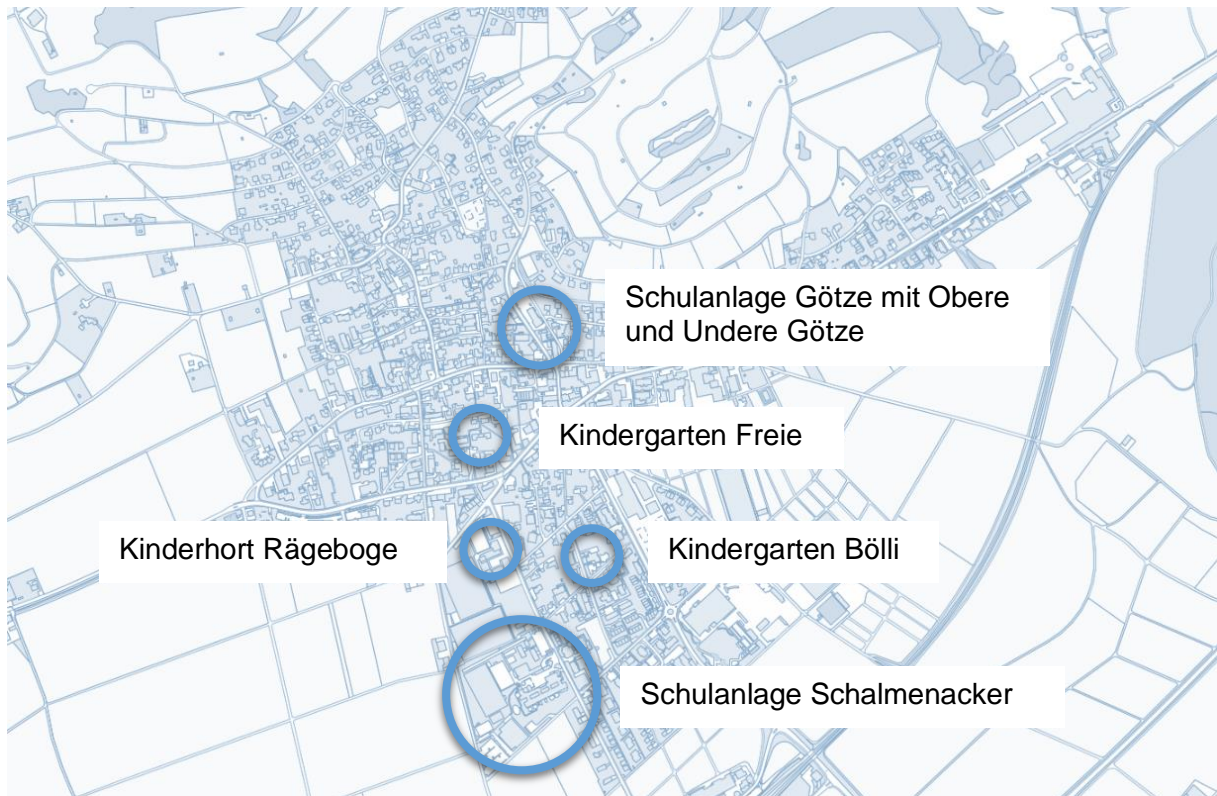 Schulanlage Götze mit Obere
und Undere Götze
Kindergarten Freie
Kinderhort Rägeboge
Kindergarten Bölli
Schulanlage Schalmenacker